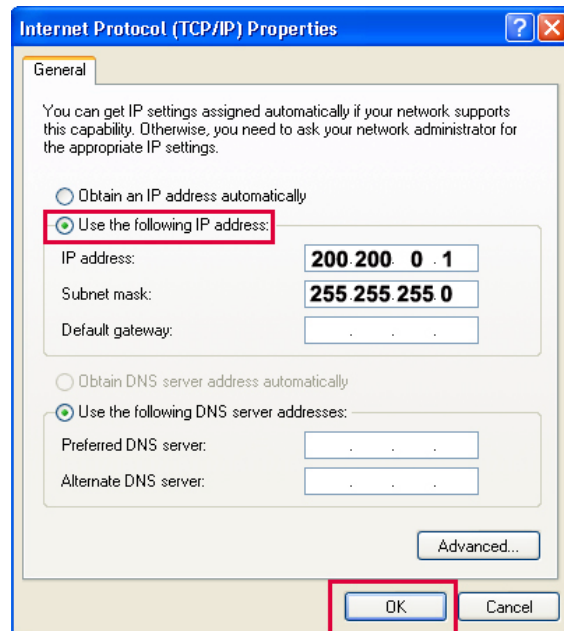 Internet Protocol (TCP/IP) Properties
General
You can get IP settings assigned automatically if your network supports
this capability. Otherwise, you need to ask your network administrator for
the appropriate IP settings.
Obtain an IP address automatically
Use the following IP address:
IP address: 200.200.0.1
Subnet mask: 255.255.255.0
Default gateway: . . .
Obtain DNS server address automatically
Use the following DNS server addresses:
Preferred DNS server: . . .
Alternate DNS server: . . .
Advanced...
OK Cancel